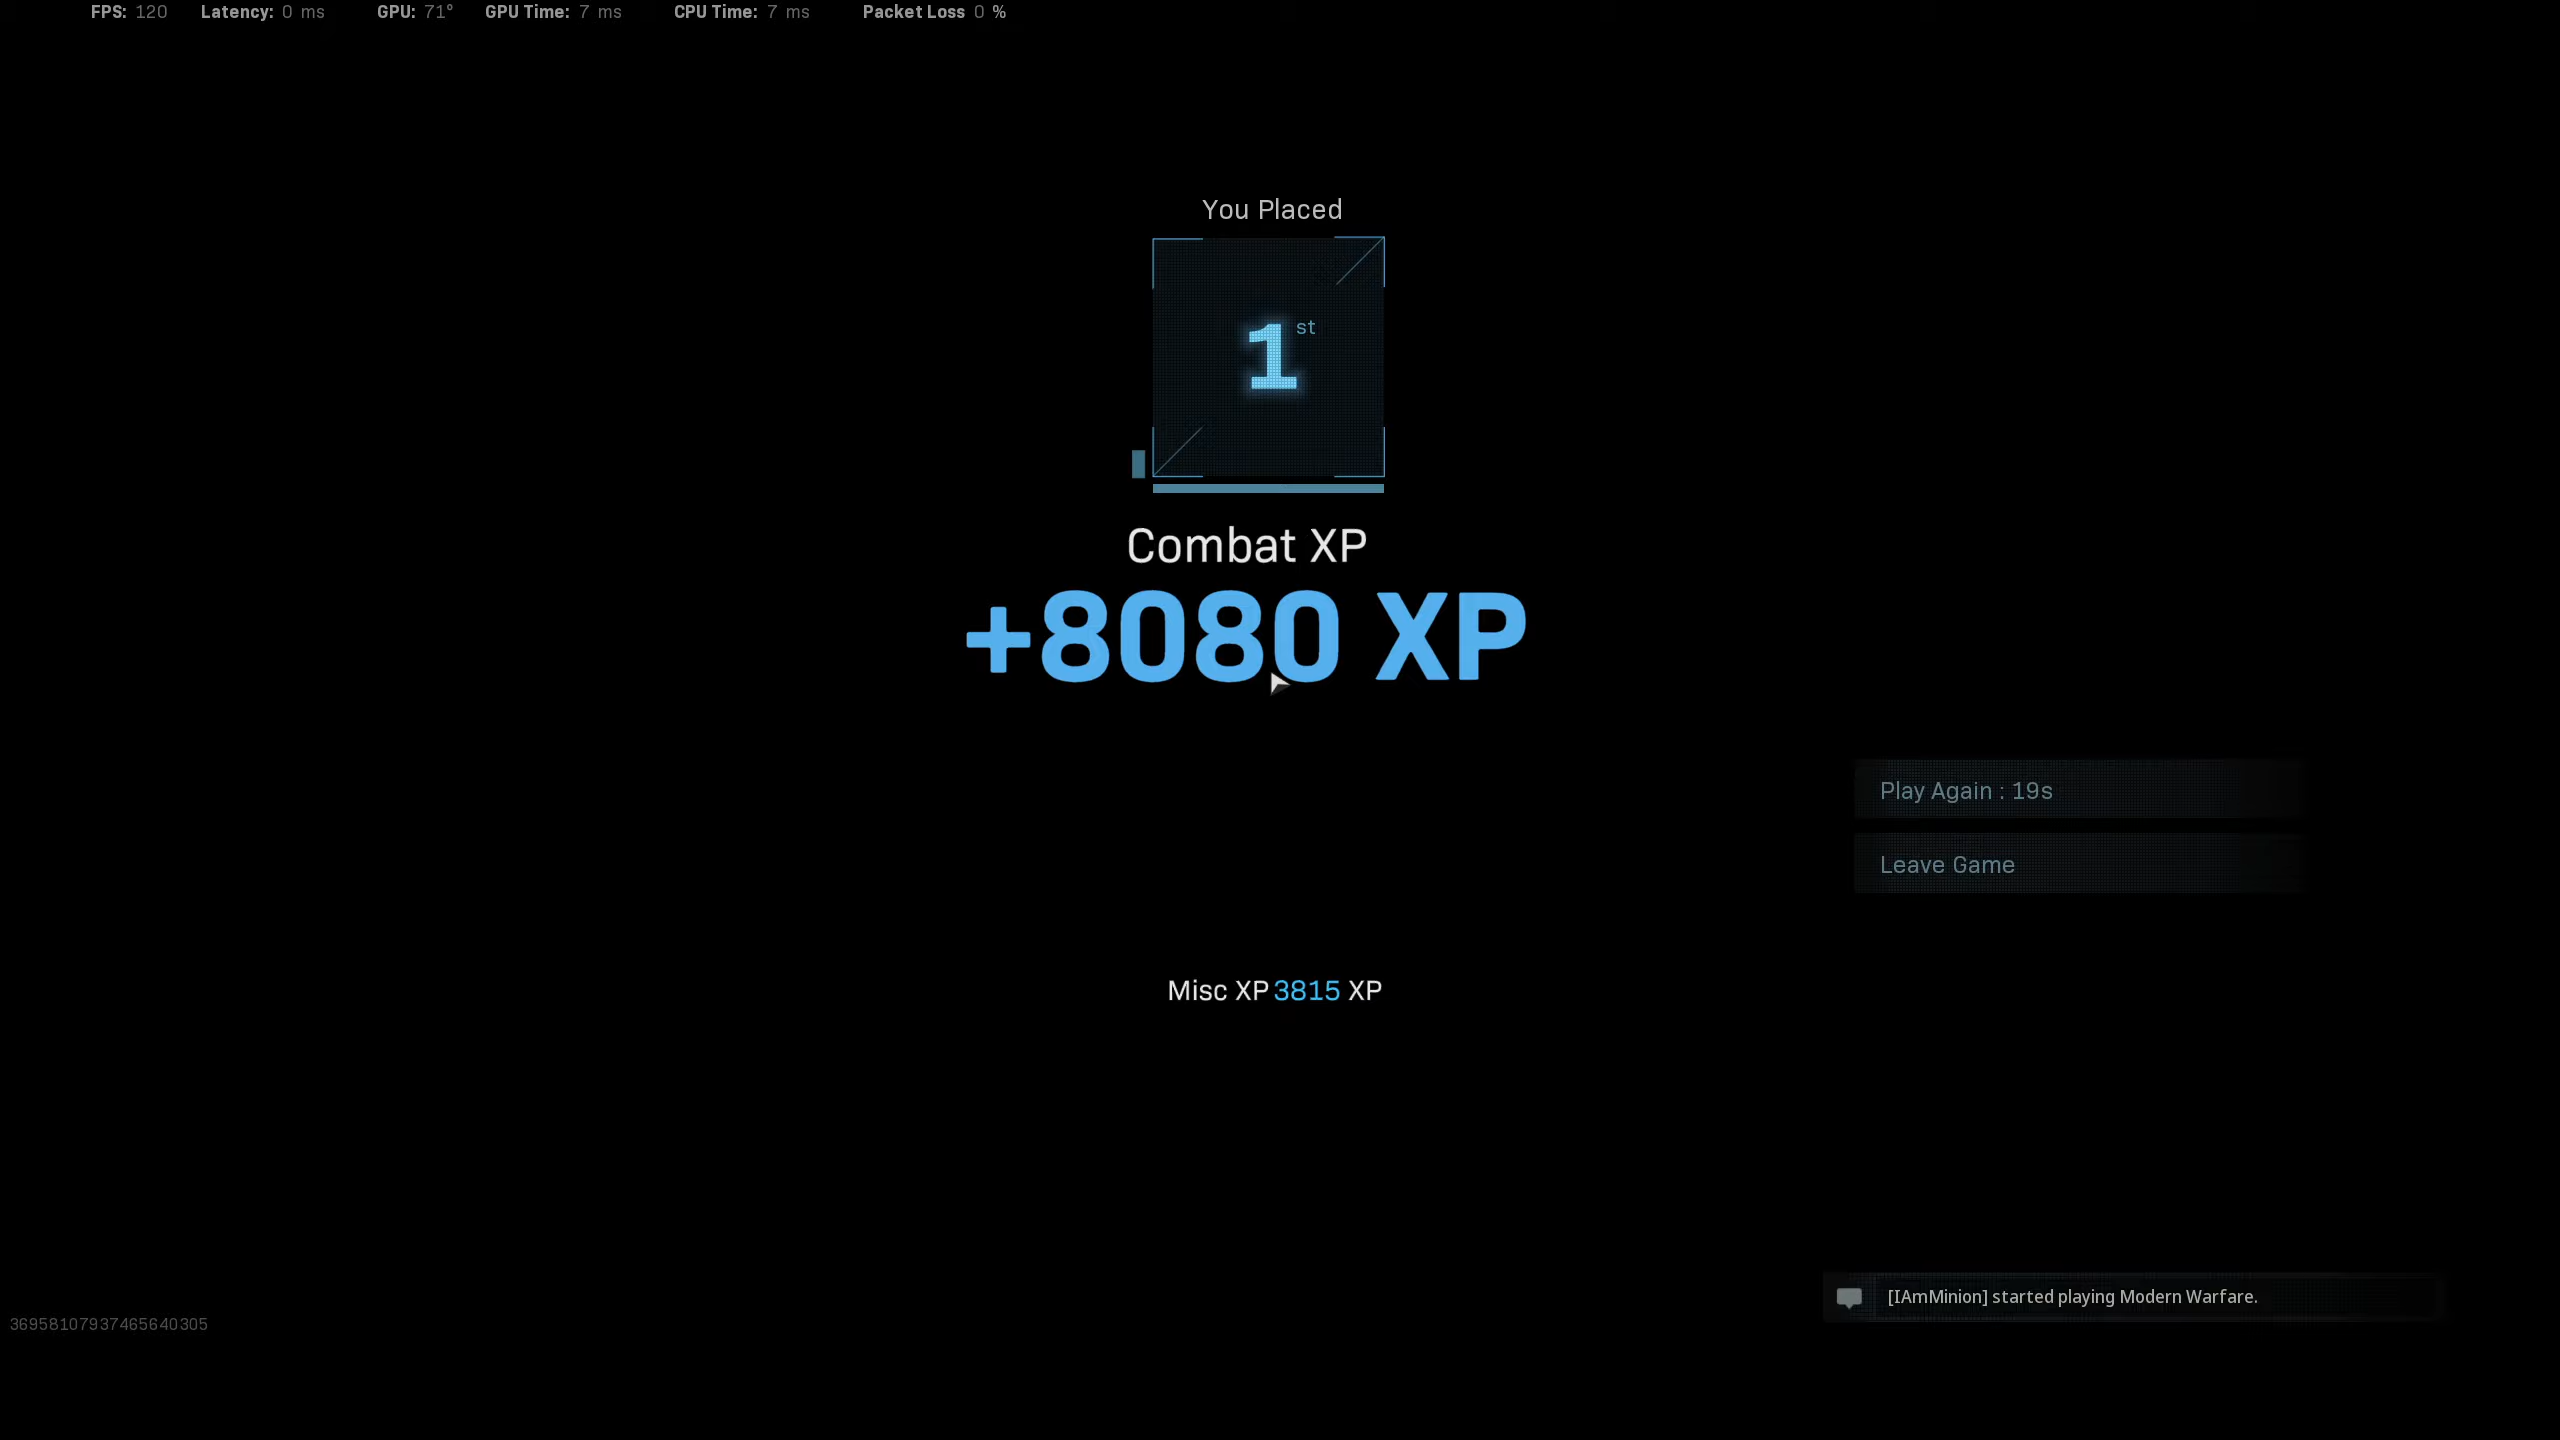 FPS: 120 Latency: 0 ms GPU: 71° GPU Time: 7 ms CPU Time: 7 ms Packet Loss 0 %
You Placed
1st
Combat XP
+8080 XP
Play Again : 19s
Leave Game
Misc XP 3815 XP
[IAmMinion] started playing Modern Warfare.
36958107937465640305